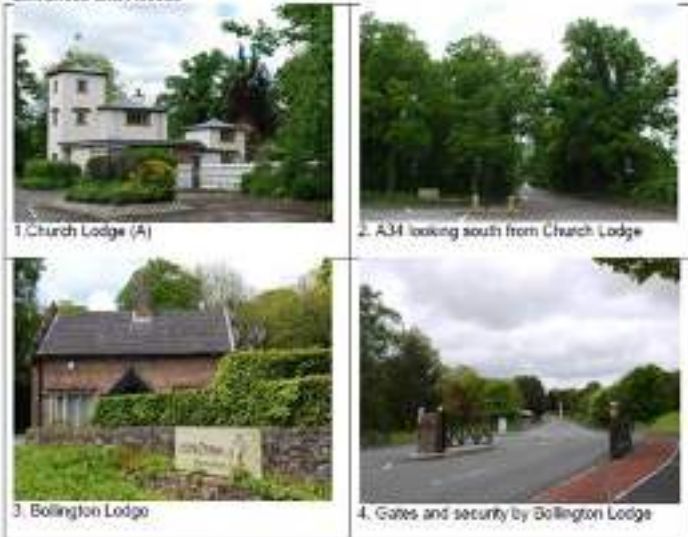 1.Church Lodge (A)
2. A34 looking south from Church Lodge
3. Bollington Lodge
4. Gates and security by Bollington Lodge